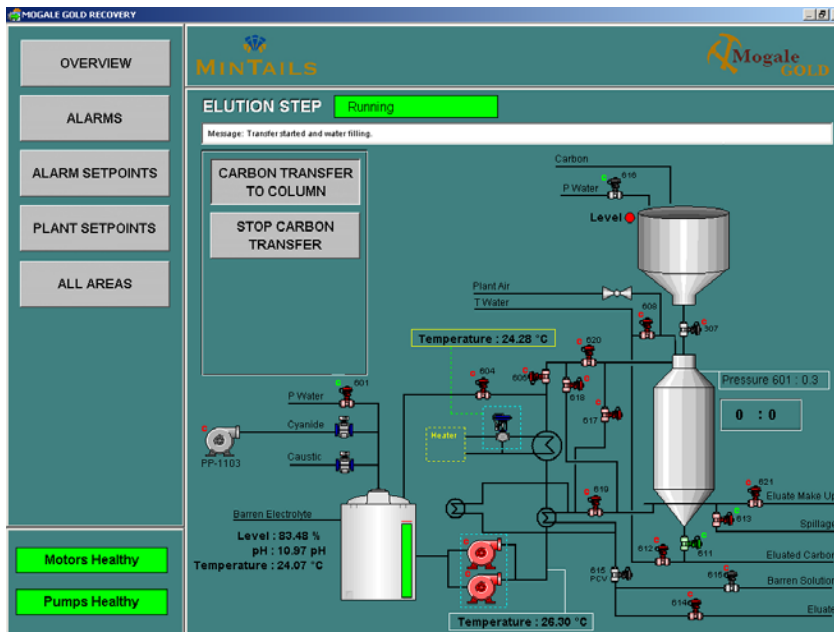 MOGALE GOLD RECOVERY
OVERVIEW
ALARMS
ALARM SETPOINTS
PLANT SETPOINTS
ALL AREAS
Motors Healthy
Pumps Healthy
MINTAILS
Mogale
GOLD
ELUTION STEP
Running
Message: Transfer started and water filling.
CARBON TRANSFER
TO COLUMN
STOP CARBON
TRANSFER
Carbon
P Water
616
Level
Plant Air
T Water
608
307
Temperature : 24.28 °C
620
604
605
618
617
Pressure 601 : 0.3
0 : 0
P Water
601
Cyanide
PP-1103
Caustic
Heater
619
621
Eluate Make Up
613
Spillage
Barren Electrolyte
Level : 83.48 %
pH : 10.97 pH
Temperature : 24.07 °C
612
611
Eluated Carbon
615
PCV
616
Barren Solution
614
Eluate
Temperature : 26.30 °C